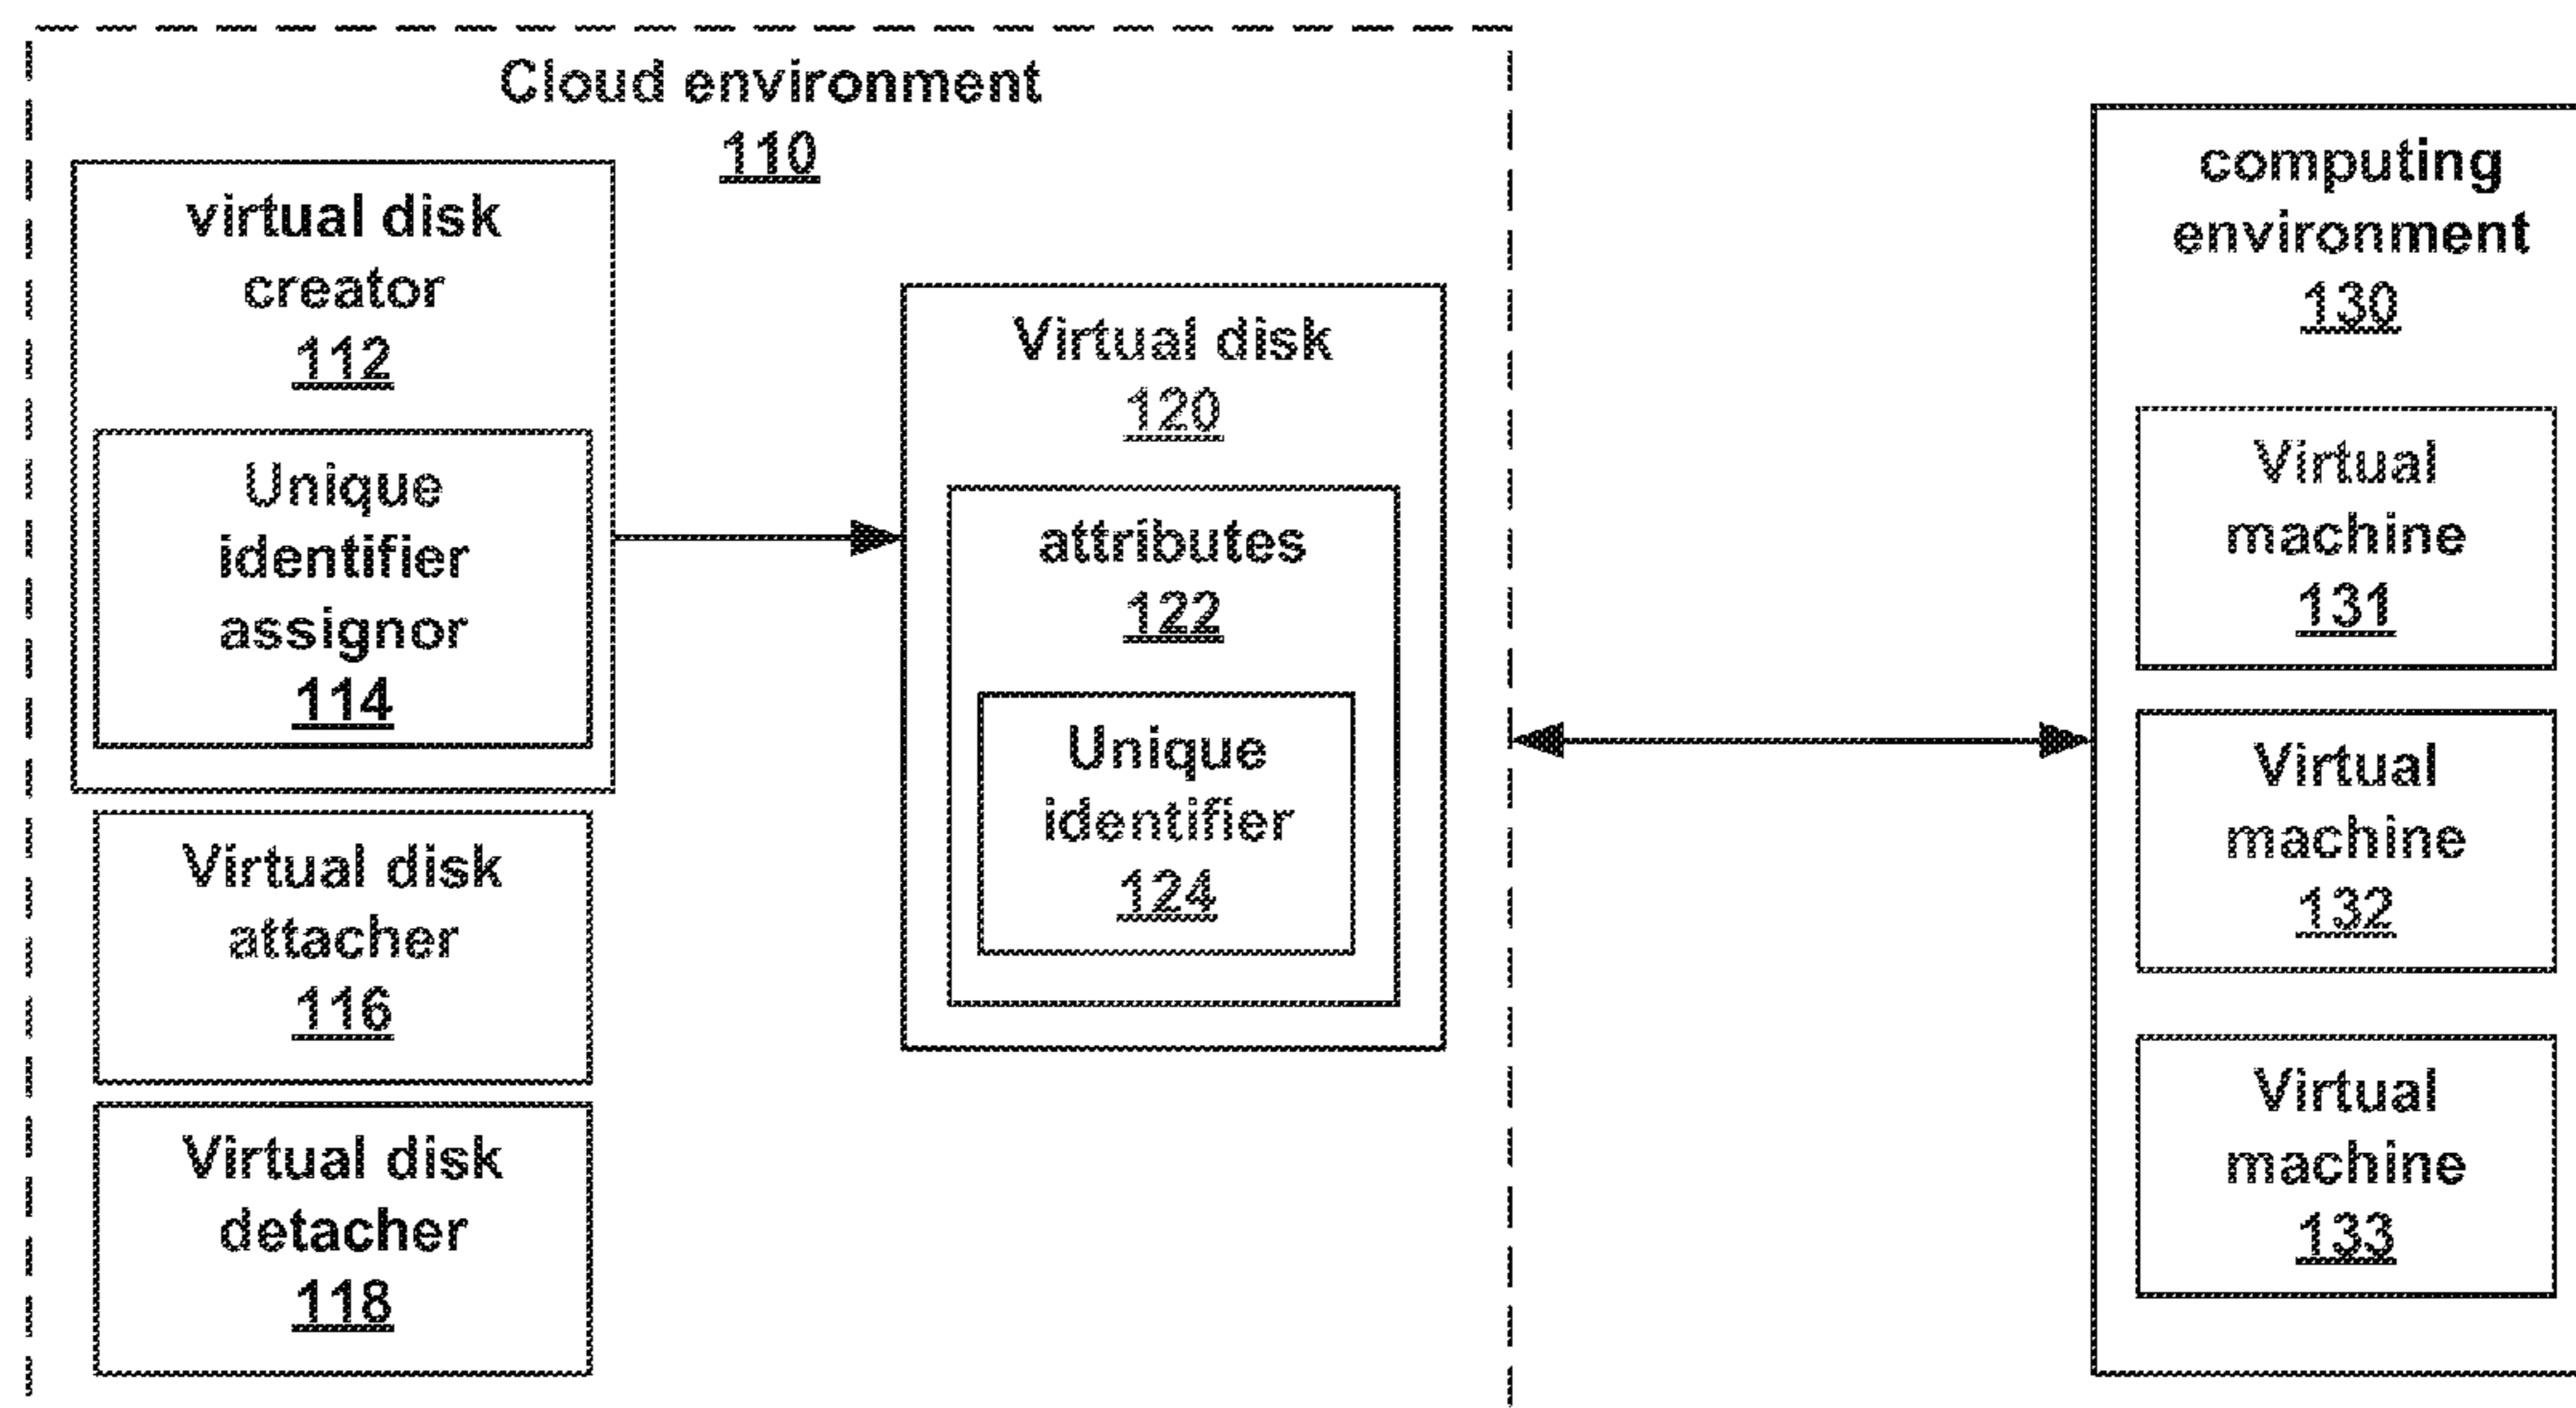 Cloud environment
110
virtual disk
creator
112
Unique
identifier
assignor
114
Virtual disk
attacher
116
Virtual disk
detacher
118
Virtual disk
120
attributes
122
Unique
identifier
124
computing
environment
130
Virtual
machine
131
Virtual
machine
132
Virtual
machine
133